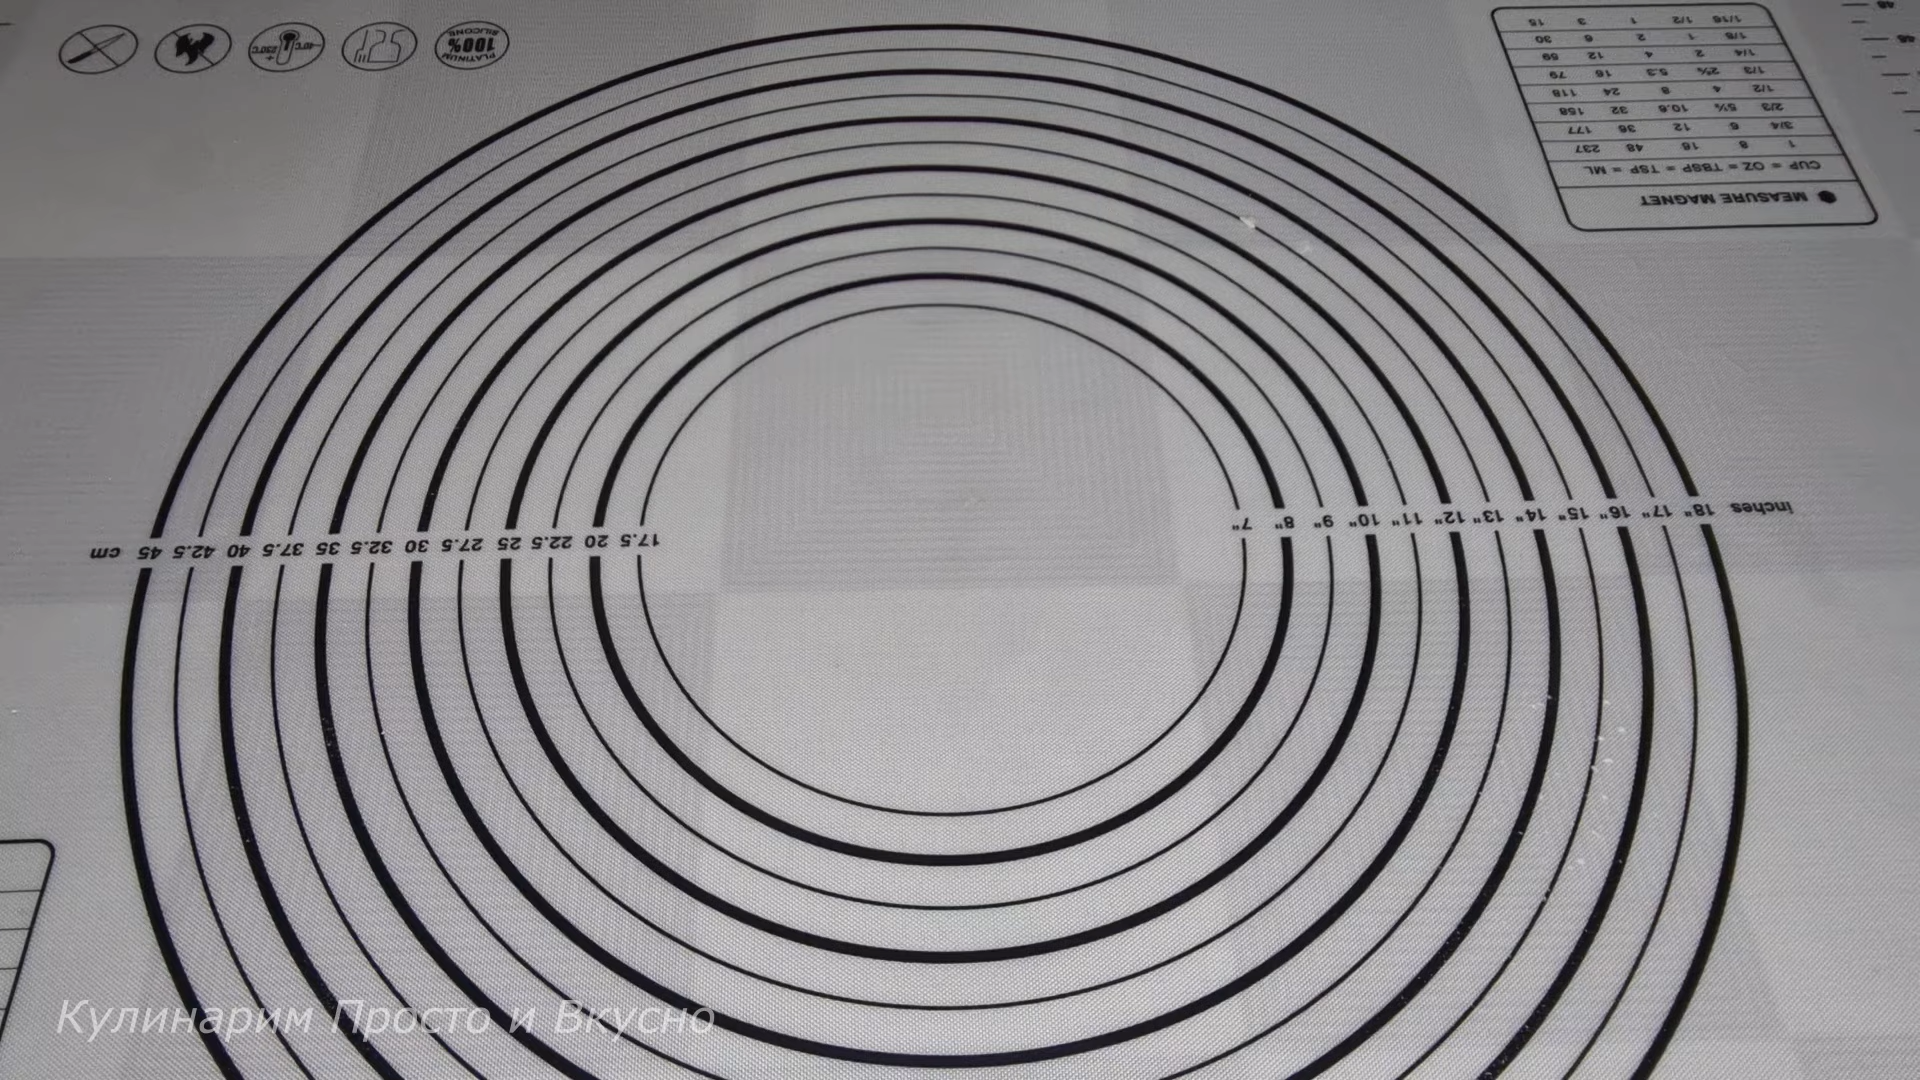 PLATINUM
100%
SILICONE
MEASURE MAGNET
CUP = OZ = TBSP = TSP = ML
1 8 16 48 237
3/4 6 12 36 177
2/3 5⅓ 10.6 32 158
1/2 4 8 24 118
1/3 2⅔ 5.3 16 79
1/4 2 4 12 59
1/8 1 2 6 30
1/16 1/2 1 3 15
inches 18" 17" 16" 15" 14" 13" 12" 11" 10" 9" 8" 7"
17.5 20 22.5 25 27.5 30 32.5 35 37.5 40 42.5 45 cm
Кулинарим Просто и Вкусно